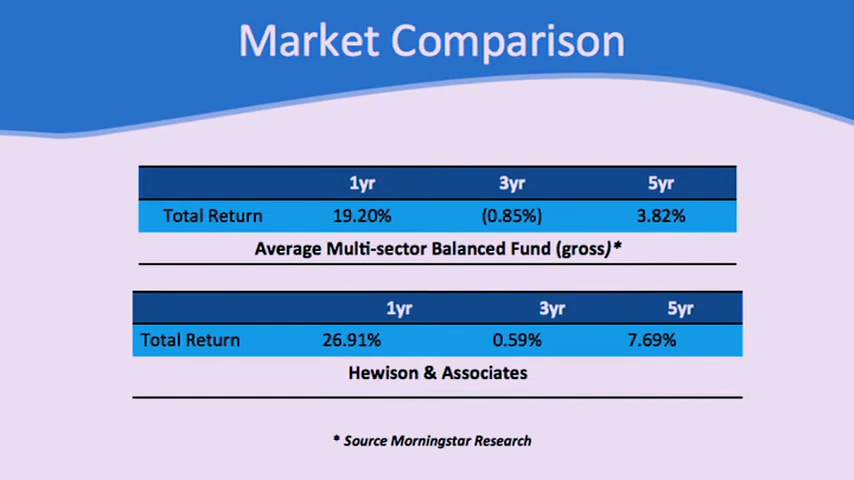 Market Comparison
1yr 3yr 5yr
Total Return 19.20% (0.85%) 3.82%
Average Multi-sector Balanced Fund (gross)*
1yr 3yr 5yr
Total Return 26.91% 0.59% 7.69%
Hewison & Associates
* Source Morningstar Research